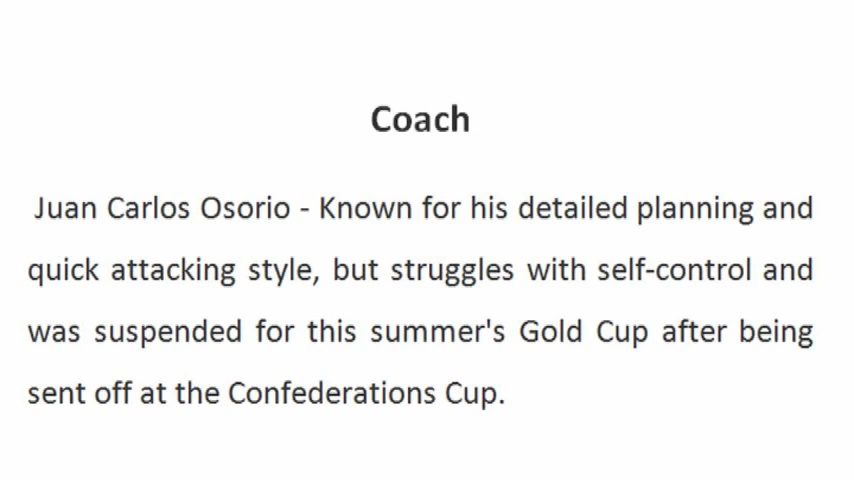 Coach
Juan Carlos Osorio - Known for his detailed planning and
quick attacking style, but struggles with self-control and
was suspended for this summer's Gold Cup after being
sent off at the Confederations Cup.